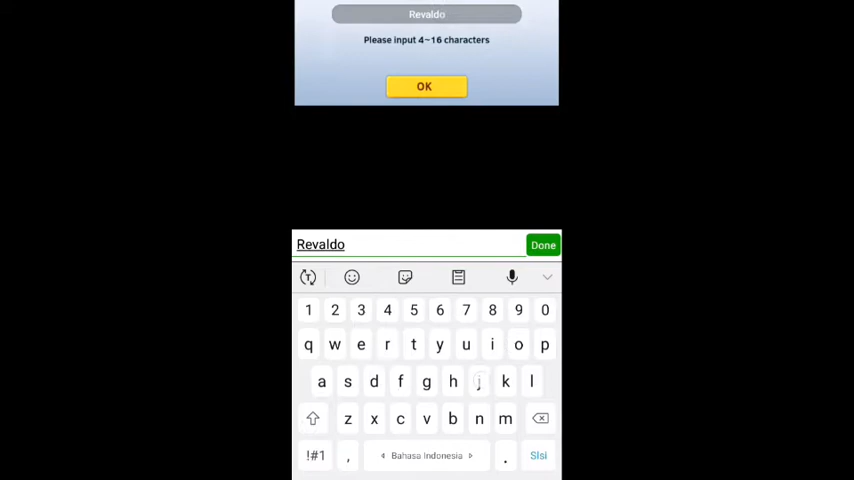 Revaldo
Please input 4~16 characters
OK
Revaldo
Done
T
1 2 3 4 5 6 7 8 9 0
q w e r t y u i o p
a s d f g h j k l
z x c v b n m
!#1 , Bahasa Indonesia . Slsi